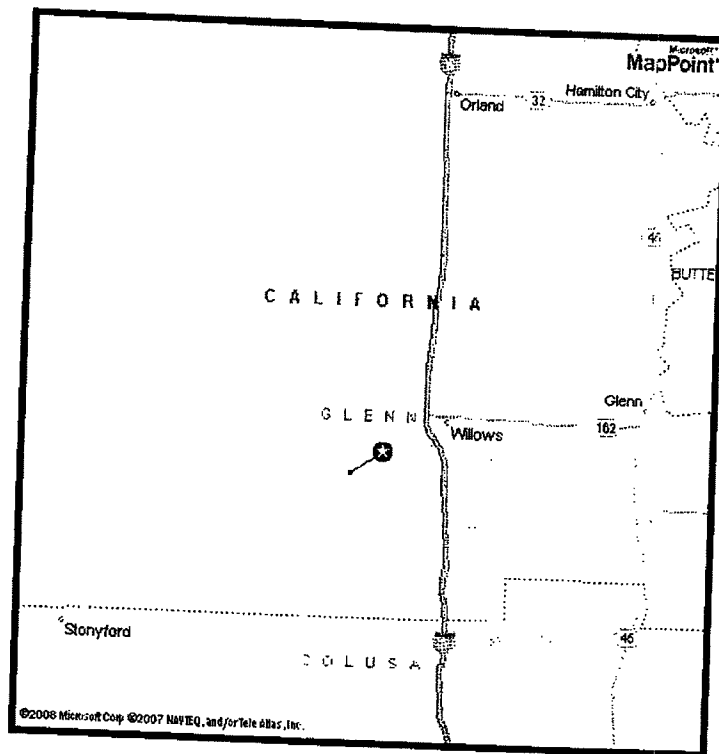 Microsoft®
MapPoint®
Orland
32
Hamilton City
45
BUTTE
CALIFORNIA
GLENN
Glenn
162
Willows
Stonyford
45
COLUSA
©2008 Microsoft Corp ©2007 NAVTEQ, and/or Tele Atlas, Inc.